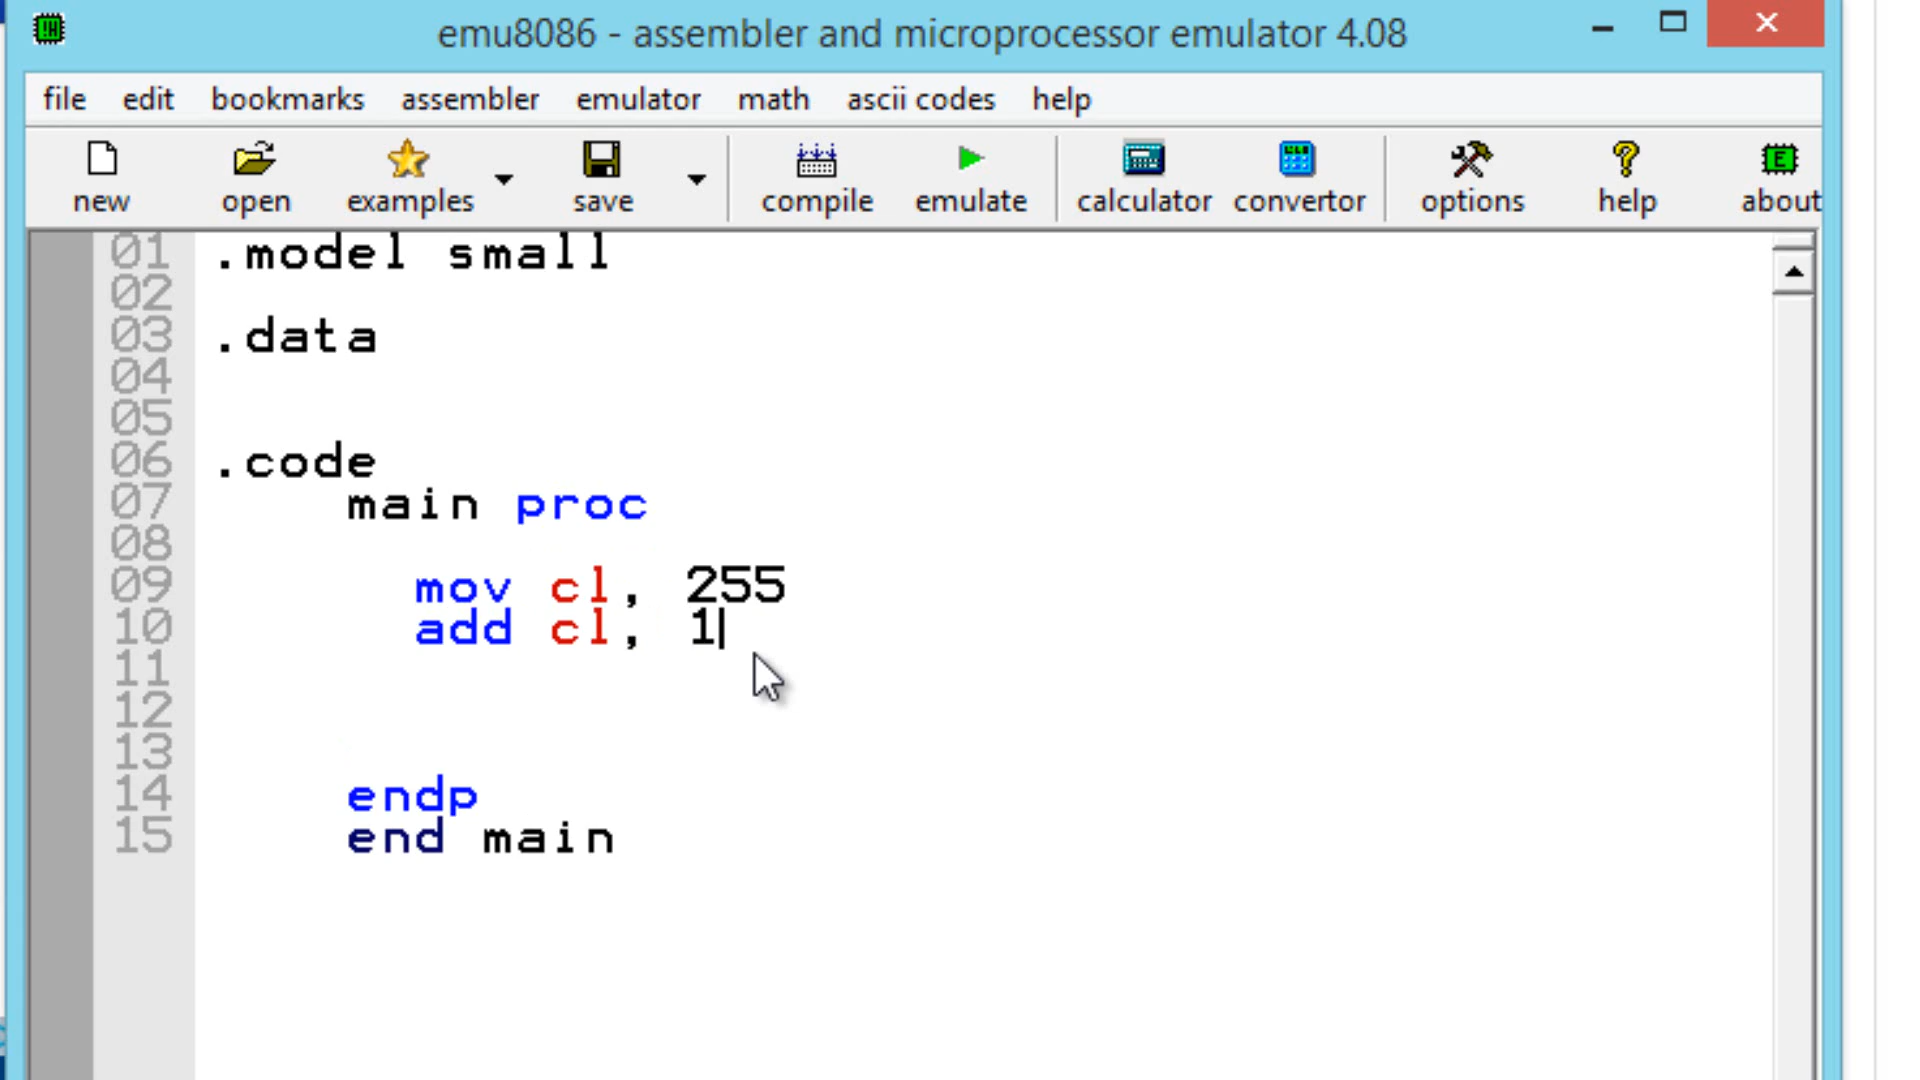 emu8086 - assembler and microprocessor emulator 4.08
file edit bookmarks assembler emulator math ascii codes help
new open examples save compile emulate calculator convertor options help about
01 .model small
02
03 .data
04
05
06 .code
07 main proc
08
09 mov cl, 255
10 add cl, 1
11
12
13
14 endp
15 end main